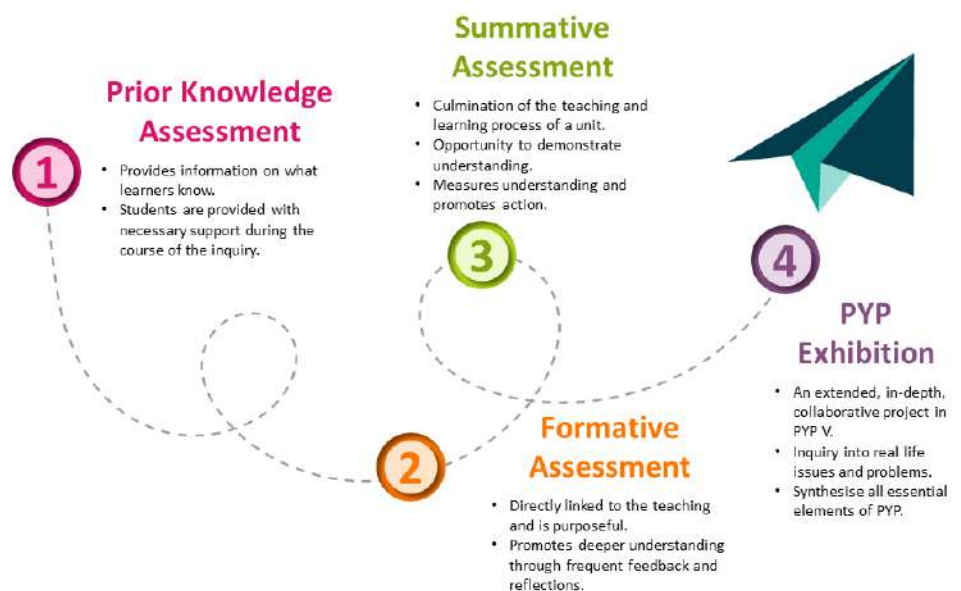 1
Prior Knowledge
Assessment
• Provides information on what
learners know.
• Students are provided with
necessary support during the
course of the inquiry.
2
Formative
Assessment
• Directly linked to the teaching
and is purposeful.
• Promotes deeper understanding
through frequent feedback and
reflections.
3
Summative
Assessment
• Culmination of the teaching and
learning process of a unit.
• Opportunity to demonstrate
understanding.
• Measures understanding and
promotes action.
4
PYP
Exhibition
• An extended, in-depth,
collaborative project in
PYP V.
• Inquiry into real life
issues and problems.
• Synthesise all essential
elements of PYP.